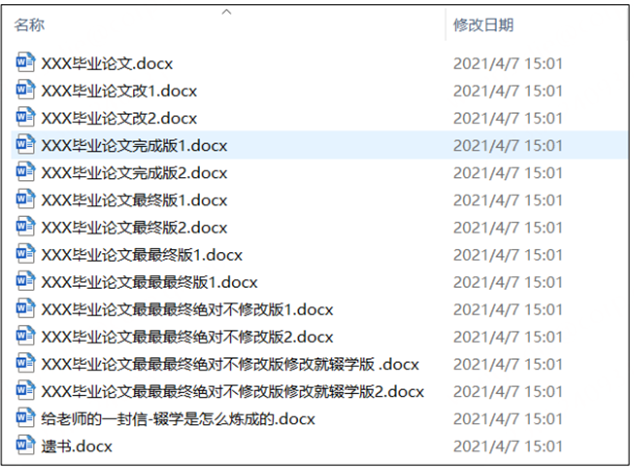 名称 修改日期
XXX毕业论文.docx 2021/4/7 15:01
XXX毕业论文改1.docx 2021/4/7 15:01
XXX毕业论文改2.docx 2021/4/7 15:01
XXX毕业论文完成版1.docx 2021/4/7 15:01
XXX毕业论文完成版2.docx 2021/4/7 15:01
XXX毕业论文最终版1.docx 2021/4/7 15:01
XXX毕业论文最终版2.docx 2021/4/7 15:01
XXX毕业论文最最终版1.docx 2021/4/7 15:01
XXX毕业论文最最最终版1.docx 2021/4/7 15:01
XXX毕业论文最最最终绝对不修改版1.docx 2021/4/7 15:01
XXX毕业论文最最最终绝对不修改版2.docx 2021/4/7 15:01
XXX毕业论文最最最终绝对不修改版修改就辍学版 .docx 2021/4/7 15:01
XXX毕业论文最最最终绝对不修改版修改就辍学版2.docx 2021/4/7 15:01
给老师的一封信-辍学是怎么炼成的.docx 2021/4/7 15:01
遗书.docx 2021/4/7 15:01